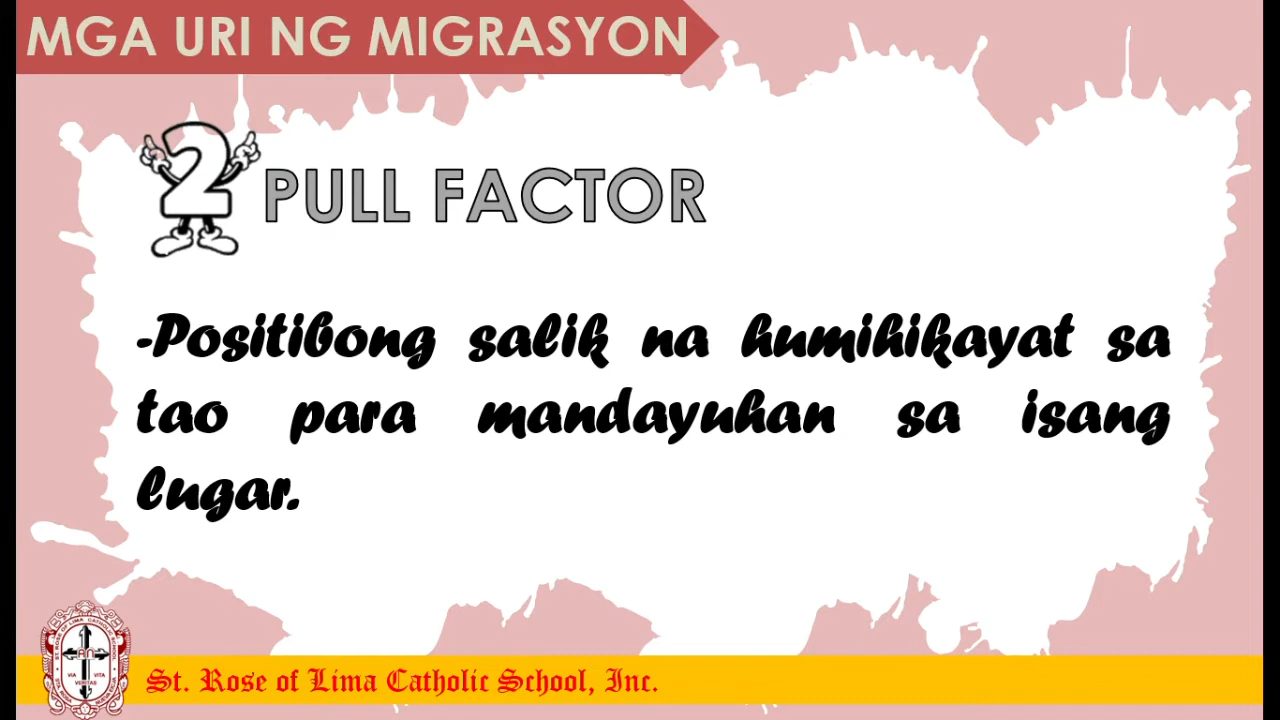 MGA URI NG MIGRASYON
2 PULL FACTOR
-Positibong salik na humihikayat sa
tao para mandayuhan sa isang
lugar.
St. Rose of Lima Catholic School, Inc.